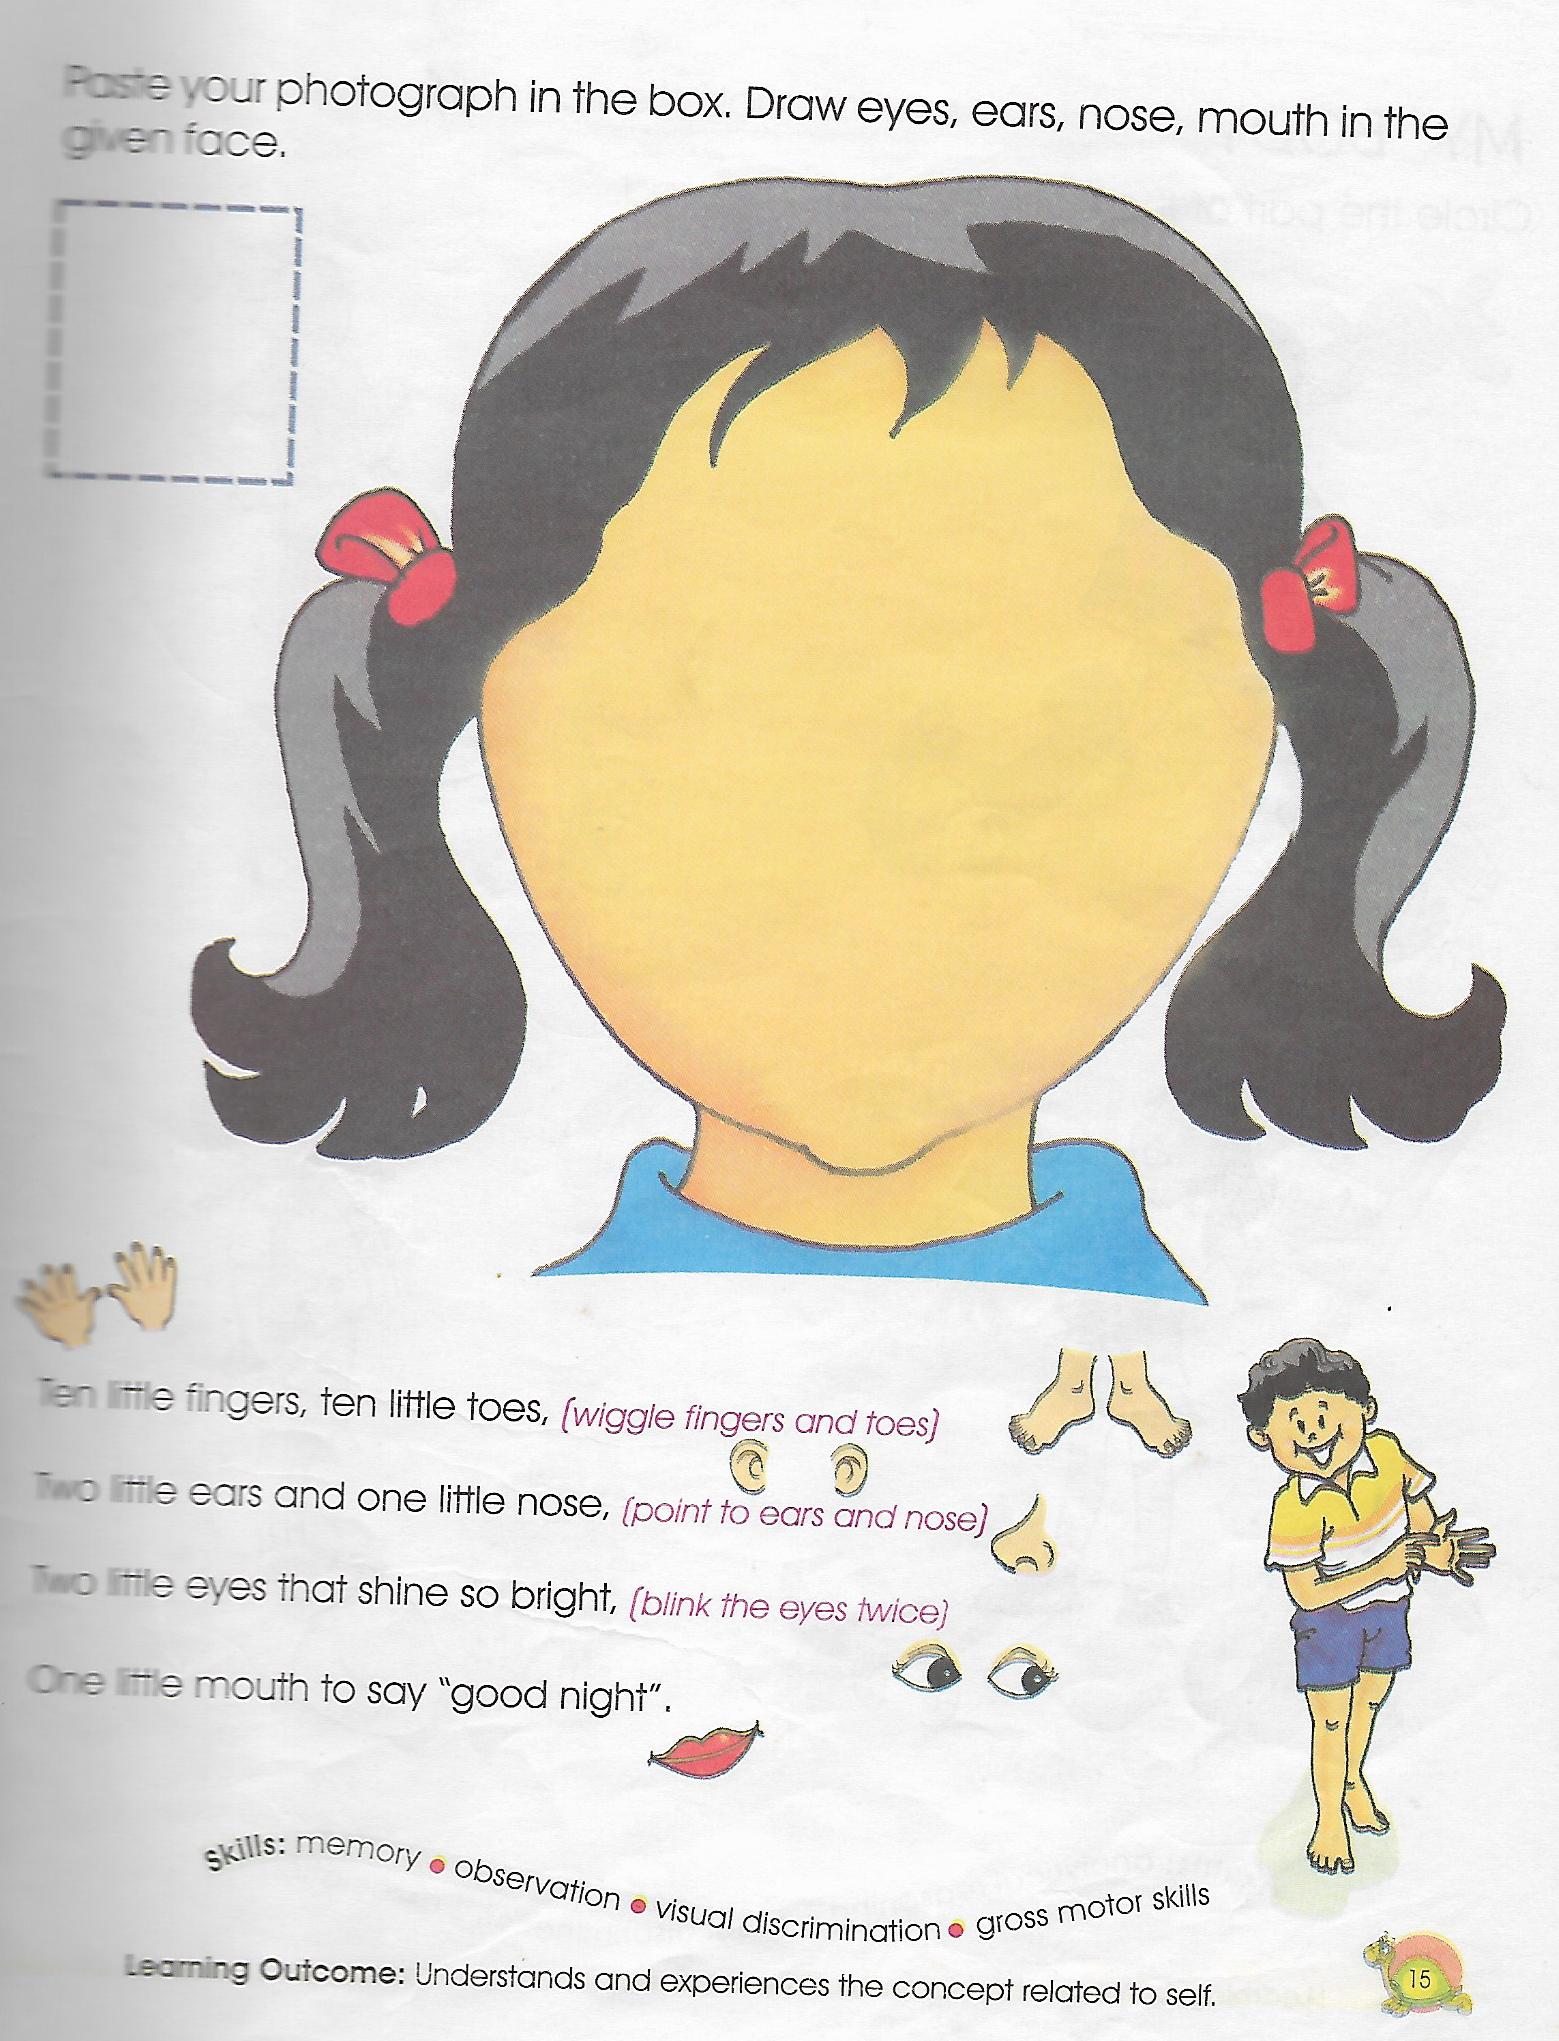 Paste your photograph in the box. Draw eyes, ears, nose, mouth in the
given face.
Ten little fingers, ten little toes, (wiggle fingers and toes)
Two little ears and one little nose, (point to ears and nose)
Two little eyes that shine so bright, (blink the eyes twice)
One little mouth to say “good night”.
Skills: memory • observation • visual discrimination • gross motor skills
Learning Outcome: Understands and experiences the concept related to self.
15